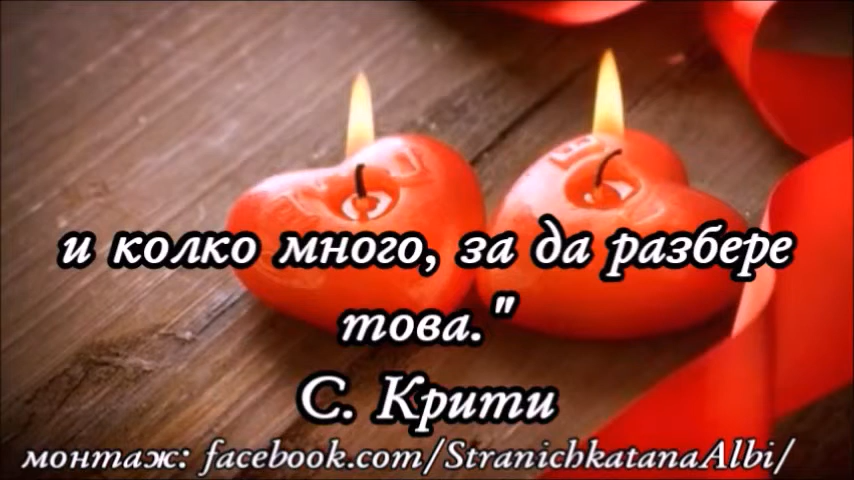 и колко много, за да разбере
това."
С. Крити
монтаж: facebook.com/StranichkatanaAlbi/